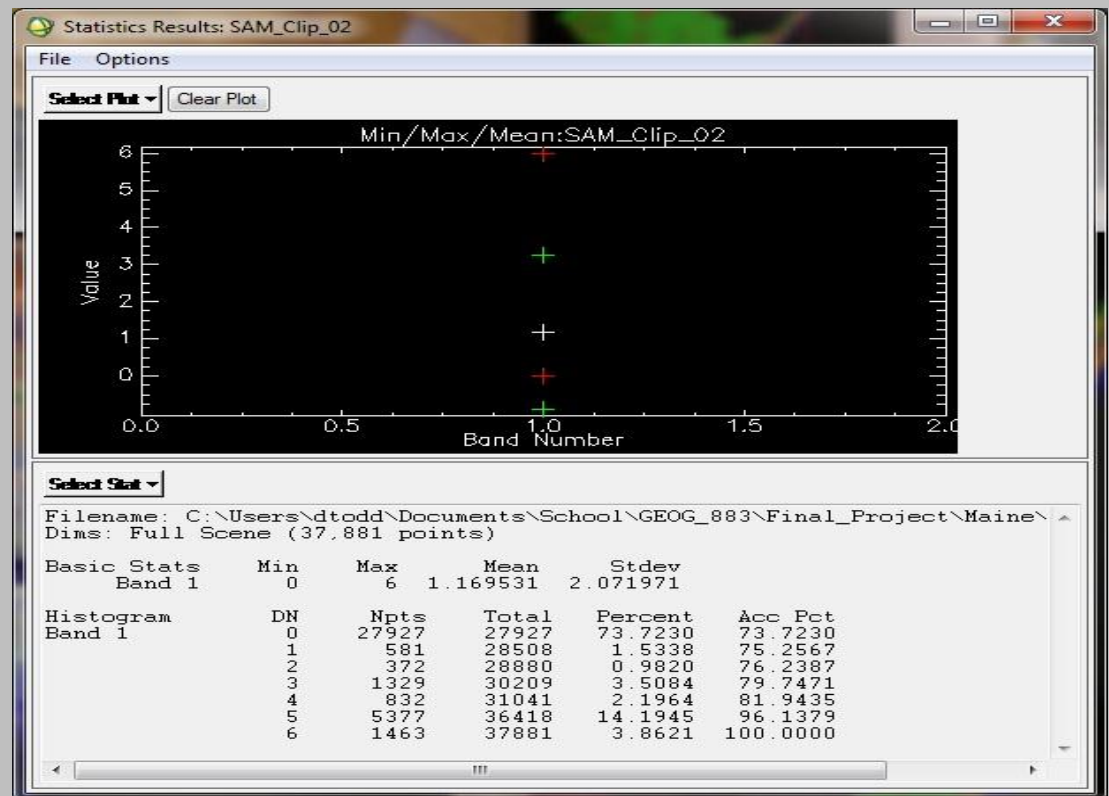 Statistics Results: SAM_Clip_02
File Options
Select Plot Clear Plot
Min/Max/Mean:SAM_Clip_02
6
5
4
3
2
1
0
Value
0.0 0.5 1.0 1.5 2.0
Band Number
Select Stat
Filename: C:\Users\dtodd\Documents\School\GEOG_883\Final_Project\Maine\
Dims: Full Scene (37,881 points)
Basic Stats Min Max Mean Stdev
Band 1 0 6 1.169531 2.071971
Histogram DN Npts Total Percent Acc Pct
Band 1 0 27927 27927 73.7230 73.7230
1 581 28508 1.5338 75.2567
2 372 28880 0.9820 76.2387
3 1329 30209 3.5084 79.7471
4 832 31041 2.1964 81.9435
5 5377 36418 14.1945 96.1379
6 1463 37881 3.8621 100.0000